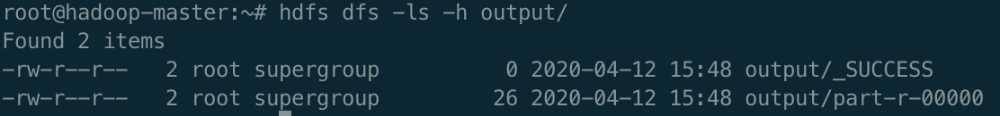 root@hadoop-master:~# hdfs dfs -ls -h output/
Found 2 items
-rw-r--r--   2 root supergroup          0 2020-04-12 15:48 output/_SUCCESS
-rw-r--r--   2 root supergroup         26 2020-04-12 15:48 output/part-r-00000